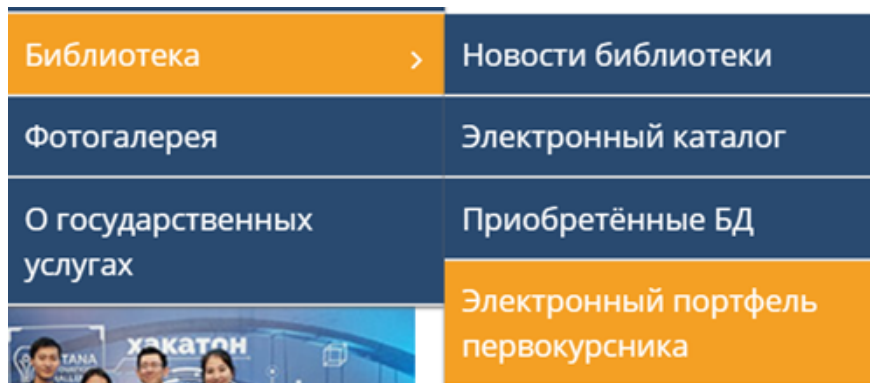 Библиотека
Фотогалерея
О государственных
услугах
Новости библиотеки
Электронный каталог
Приобретённые БД
Электронный портфель
первокурсника
хакатон